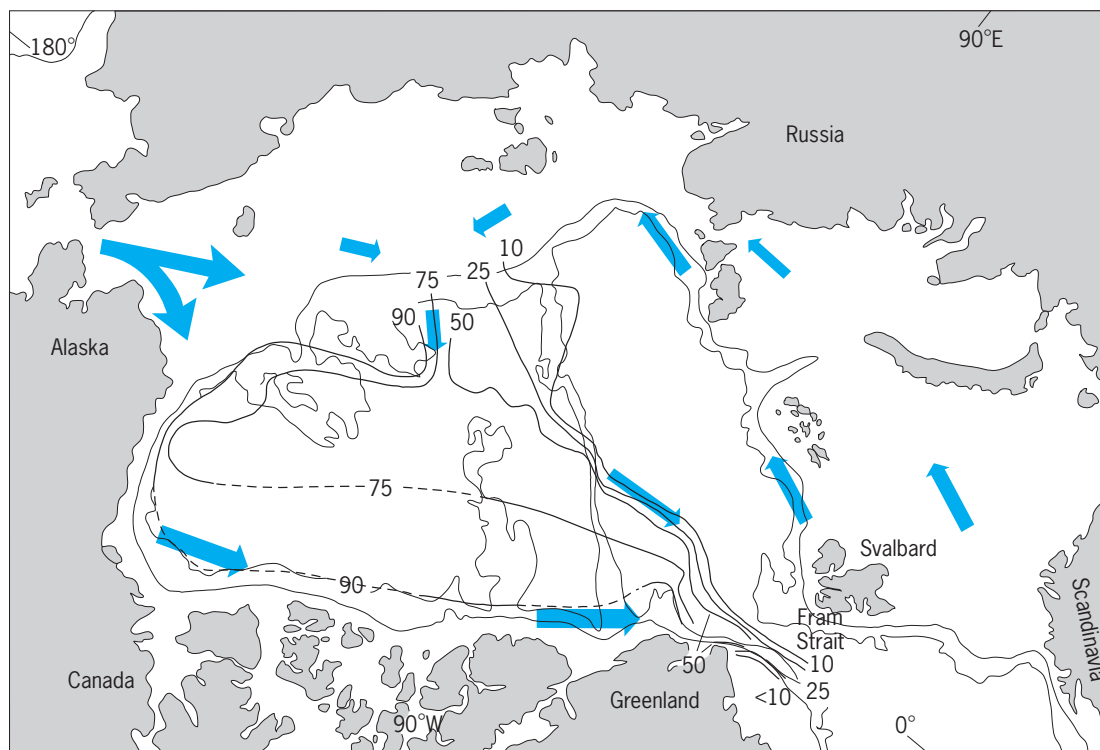 180°
90°E
Russia
10
75
25
90
50
Alaska
75
Svalbard
90
Fram
Strait
Scandinavia
Canada
50
10
Greenland
<10
25
90°W
0°